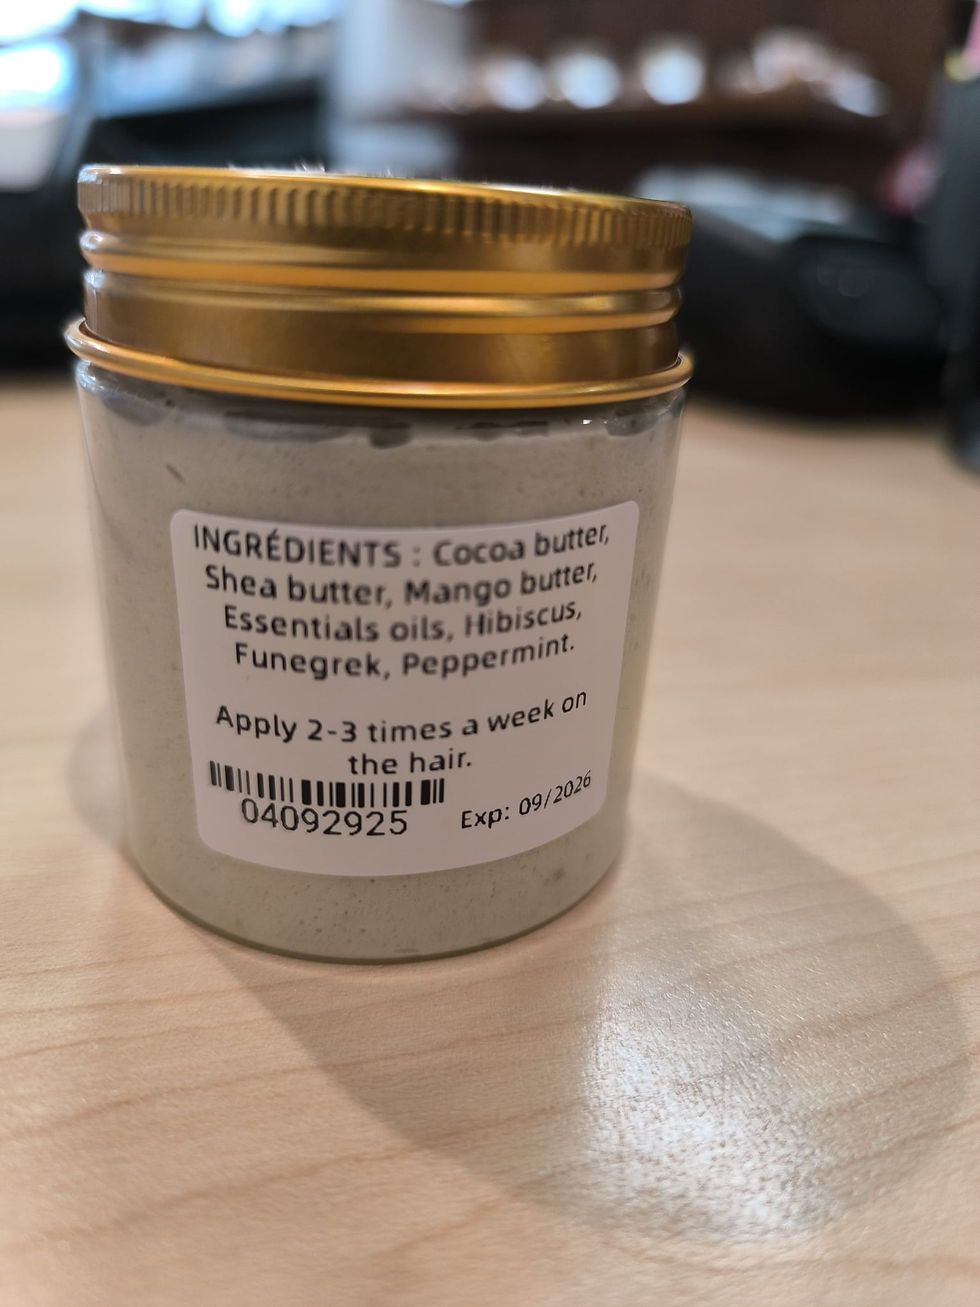 INGRÉDIENTS : Cocoa butter,
Shea butter, Mango butter,
Essentials oils, Hibiscus,
Funegrek, Peppermint.
Apply 2-3 times a week on
the hair.
04092925
Exp: 09/2026